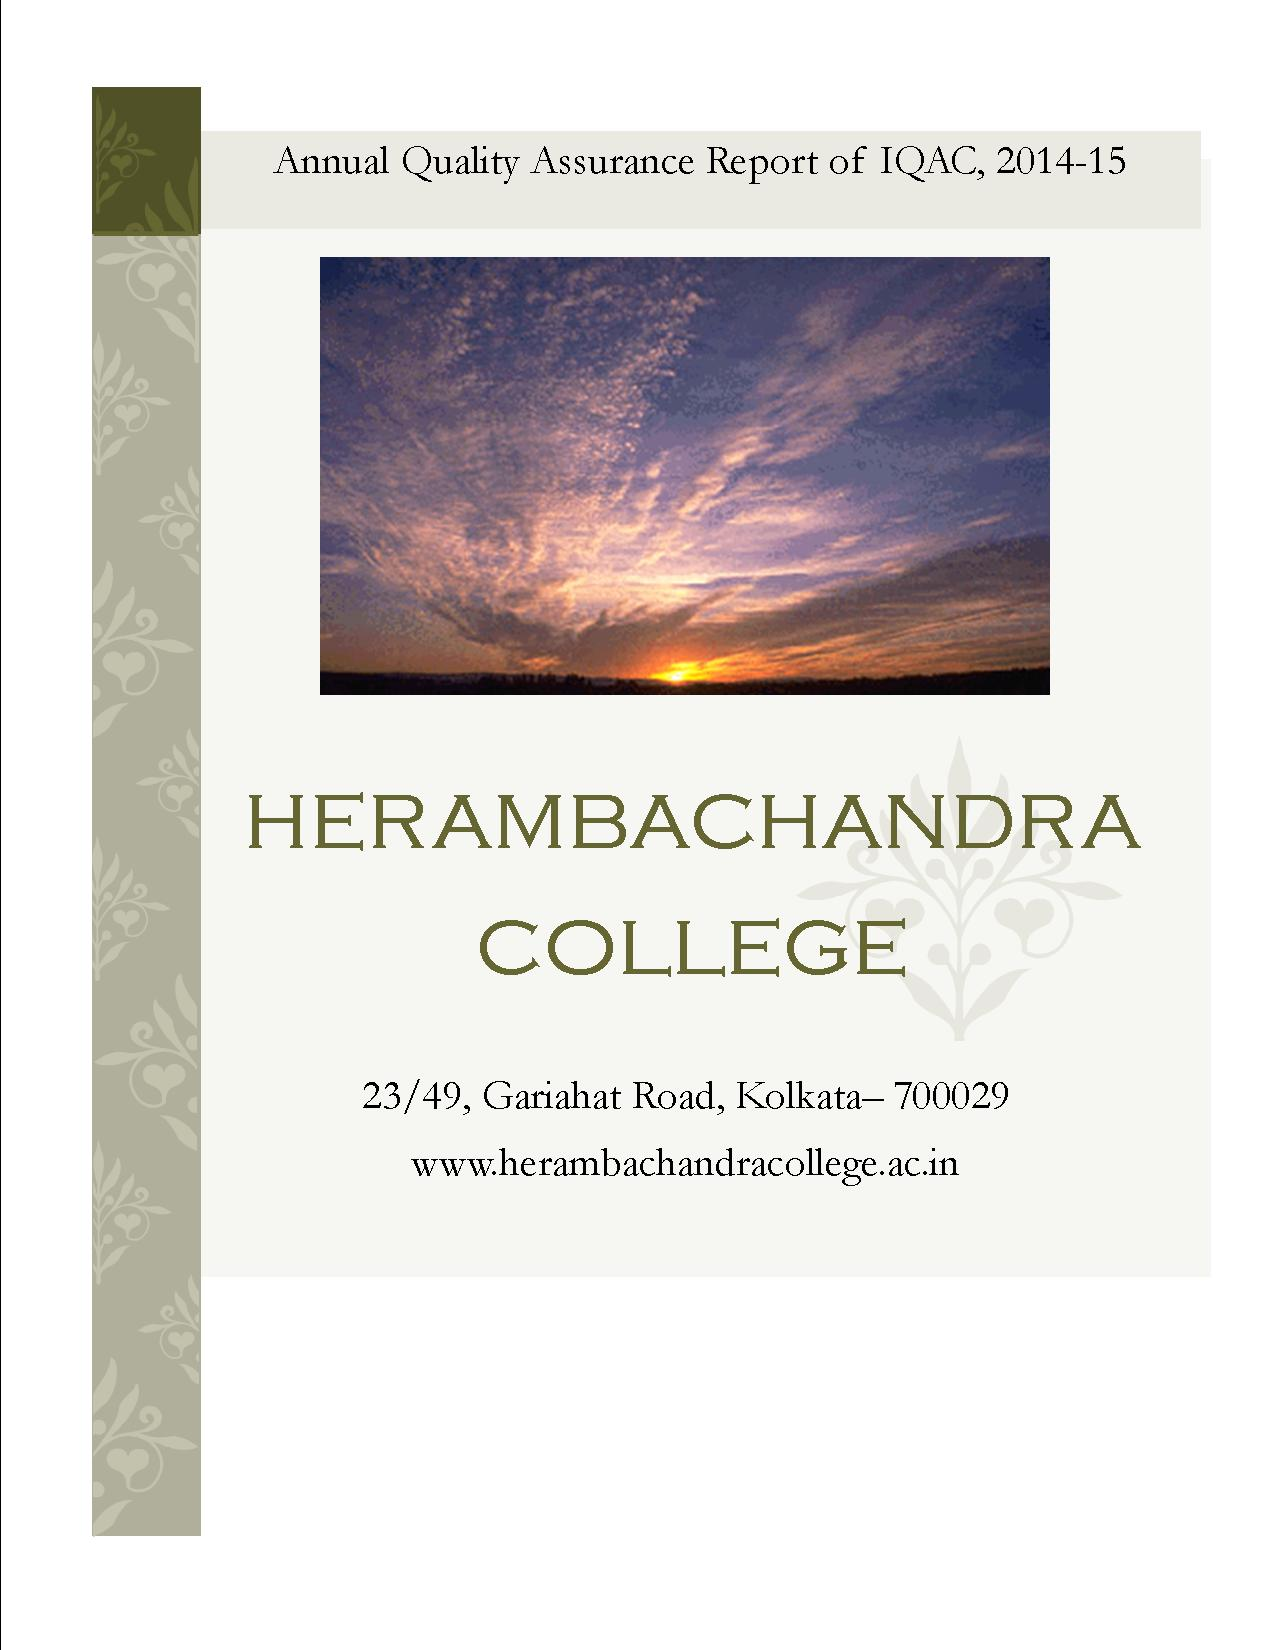 Annual Quality Assurance Report of IQAC, 2014-15
HERAMBACHANDRA
COLLEGE
23/49, Gariahat Road, Kolkata– 700029
www.herambachandracollege.ac.in